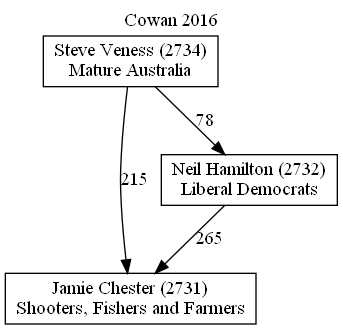 Cowan 2016
Steve Veness (2734)
Mature Australia
78
215
Neil Hamilton (2732)
Liberal Democrats
265
Jamie Chester (2731)
Shooters, Fishers and Farmers